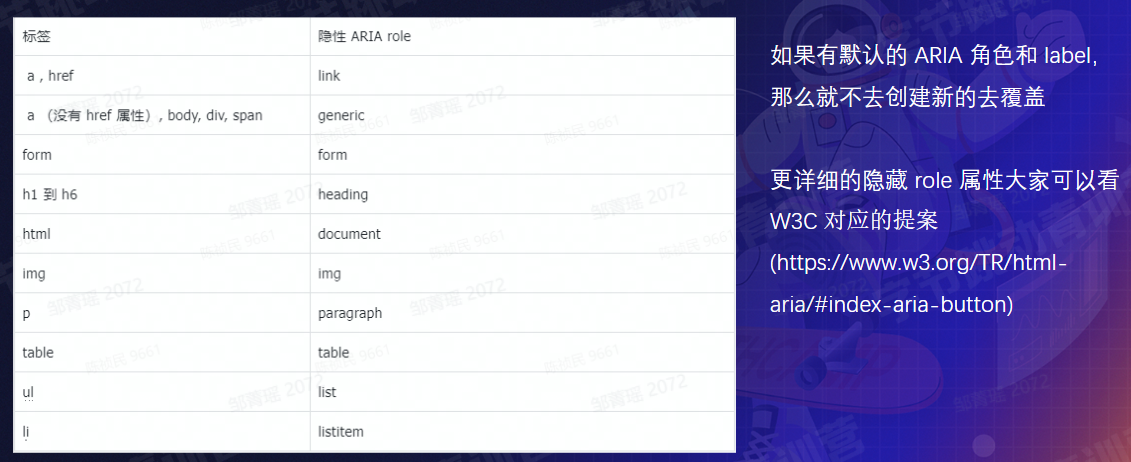 标签 隐性 ARIA role
a , href link
a （没有 href 属性）, body, div, span generic
form form
h1 到 h6 heading
html document
img img
p paragraph
table table
ul list
li listitem
如果有默认的 ARIA 角色和 label,
那么就不去创建新的去覆盖
更详细的隐藏 role 属性大家可以看
W3C 对应的提案
(https://www.w3.org/TR/html-
aria/#index-aria-button)
邹青瑶 2072